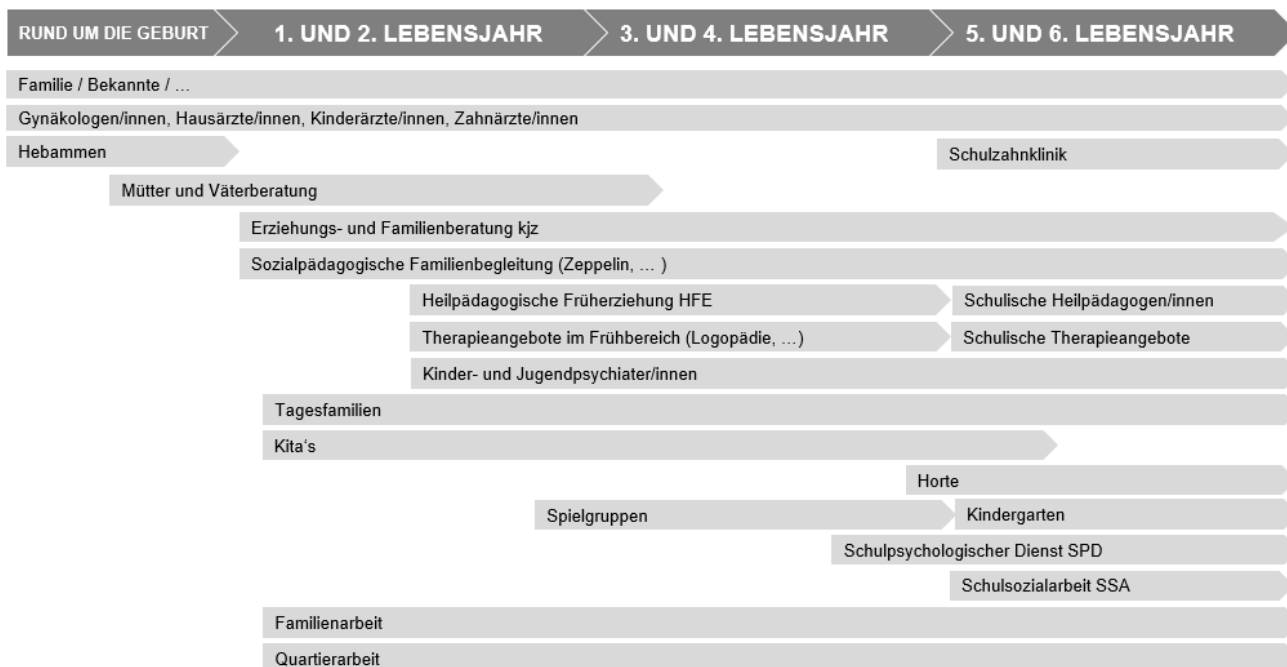 RUND UM DIE GEBURT
1. UND 2. LEBENSJAHR
3. UND 4. LEBENSJAHR
5. UND 6. LEBENSJAHR
Familie / Bekannte / …
Gynäkologen/innen, Hausärzte/innen, Kinderärzte/innen, Zahnärzte/innen
Hebammen
Schulzahnklinik
Mütter und Väterberatung
Erziehungs- und Familienberatung kjz
Sozialpädagogische Familienbegleitung (Zeppelin, … )
Heilpädagogische Früherziehung HFE
Schulische Heilpädagogen/innen
Therapieangebote im Frühbereich (Logopädie, …)
Schulische Therapieangebote
Kinder- und Jugendpsychiater/innen
Tagesfamilien
Kita‘s
Horte
Spielgruppen
Kindergarten
Schulpsychologischer Dienst SPD
Schulsozialarbeit SSA
Familienarbeit
Quartierarbeit